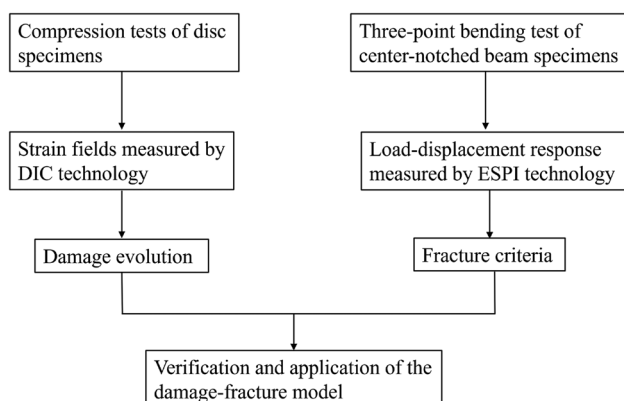 Compression tests of disc
specimens
Three-point bending test of
center-notched beam specimens
Strain fields measured by
DIC technology
Load-displacement response
measured by ESPI technology
Damage evolution
Fracture criteria
Verification and application of the
damage-fracture model